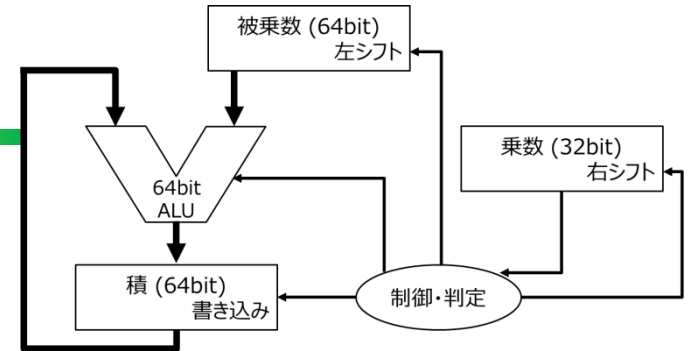 被乗数 (64bit)
左シフト
乗数 (32bit)
右シフト
64bit
ALU
積 (64bit)
書き込み
制御・判定